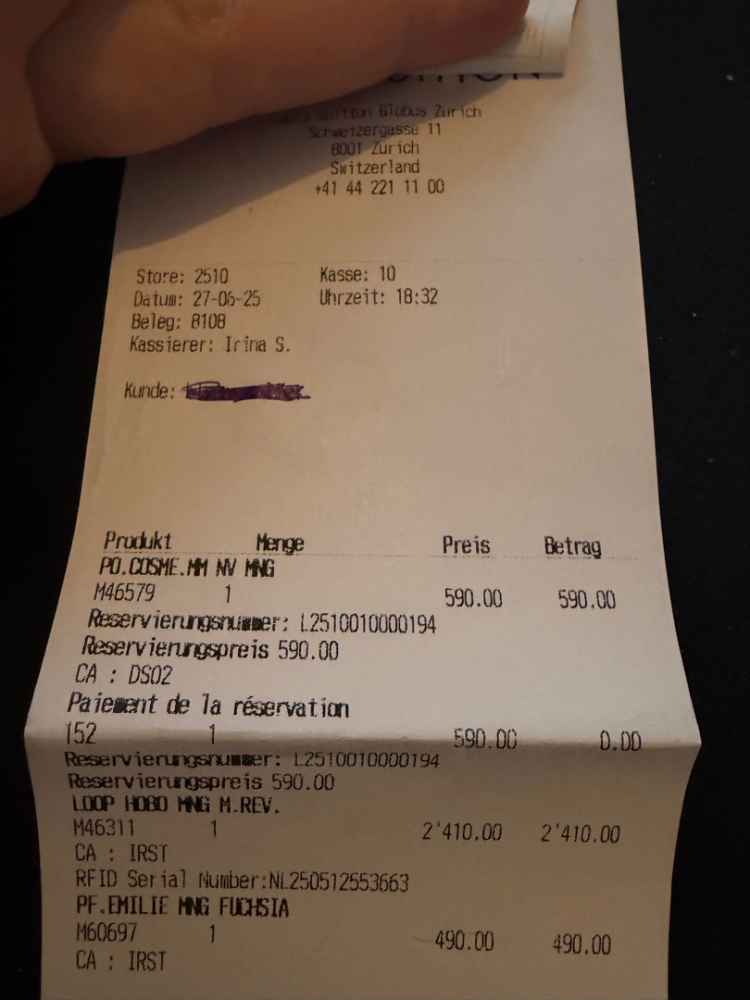 Vuitton Globus Zurich
Schweizergasse 11
8001 Zurich
Switzerland
+41 44 221 11 00
Store: 2510 Kasse: 10
Datum: 27-06-25 Uhrzeit: 18:32
Beleg: 8108
Kassierer: Irina S.
Kunde:
Produkt Menge Preis Betrag
PO.COSME.MM NV MNG
M46579 1 590.00 590.00
Reservierungsnummer: L2510010000194
Reservierungspreis 590.00
CA : DS02
Paiement de la réservation
152 1 590.00 0.00
Reservierungsnummer: L2510010000194
Reservierungspreis 590.00
LOOP HOBO MNG M.REV.
M46311 1 2'410.00 2'410.00
CA : IRST
RFID Serial Number:NL250512553663
PF.EMILIE MNG FUCHSIA
M60697 1 490.00 490.00
CA : IRST